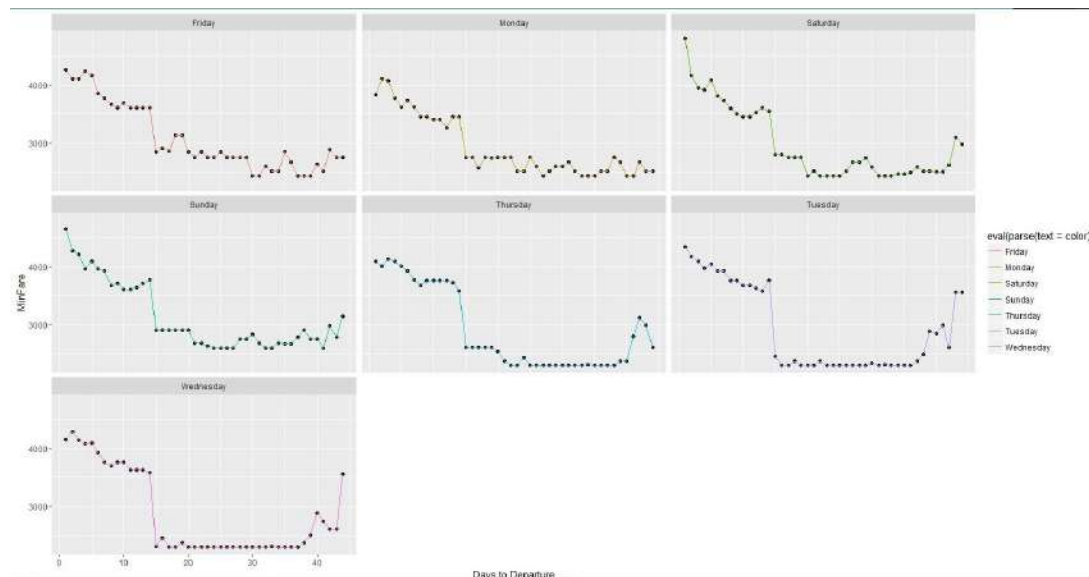 Friday
Monday
Saturday
4000
3000
Sunday
Thursday
Tuesday
MinFare
4000
3000
Wednesday
4000
3000
0
10
20
30
40
Days to Departure
eval(parse(text = color)
Friday
Monday
Saturday
Sunday
Thursday
Tuesday
Wednesday